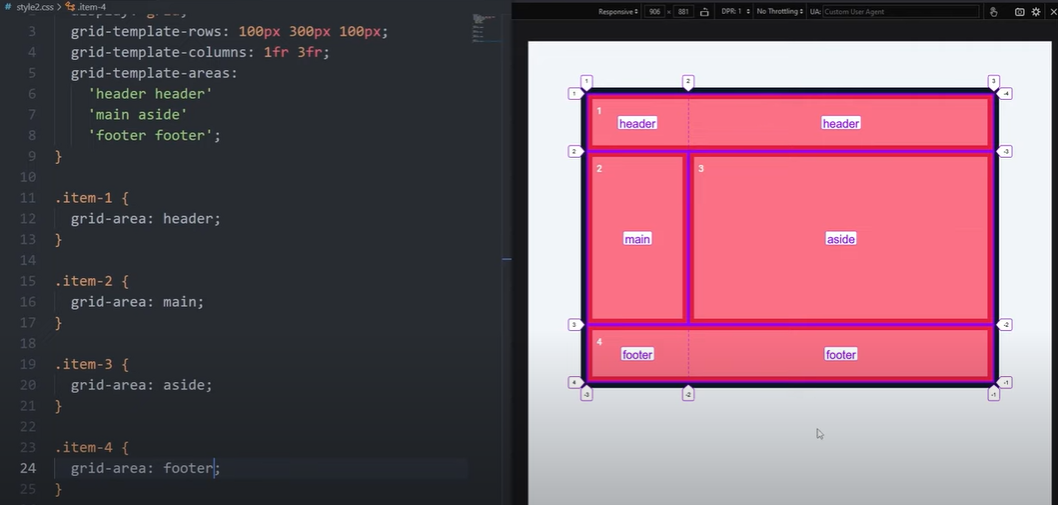 # style2.css > .item-4
display: grid;
3 grid-template-rows: 100px 300px 100px;
4 grid-template-columns: 1fr 3fr;
5 grid-template-areas:
6 'header header'
7 'main aside'
8 'footer footer';
9 }
10
11 .item-1 {
12 grid-area: header;
13 }
14
15 .item-2 {
16 grid-area: main;
17 }
18
19 .item-3 {
20 grid-area: aside;
21 }
22
23 .item-4 {
24 grid-area: footer;
25 }
Responsive 906 × 881 DPR: 1 No Throttling UA: Custom User Agent
1 2 3
1 -4
1
header header
2 -3
2 3
main aside
3 -2
4
footer footer
4 -1
-3 -2 -1